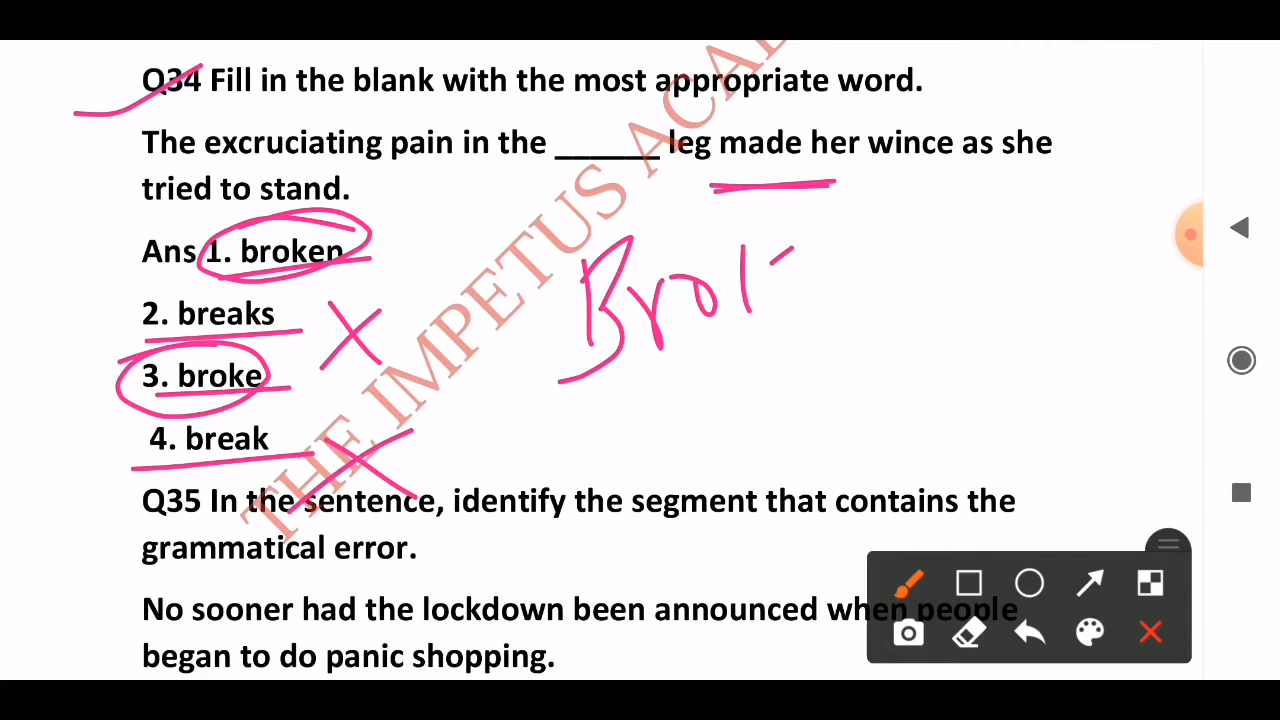 Q34 Fill in the blank with the most appropriate word.
The excruciating pain in the ______ leg made her wince as she
tried to stand.
Ans 1. broken
2. breaks
3. broke
4. break
Q35 In the sentence, identify the segment that contains the
grammatical error.
No sooner had the lockdown been announced when people
began to do panic shopping.
THE IMPETUS ACAD
Bro